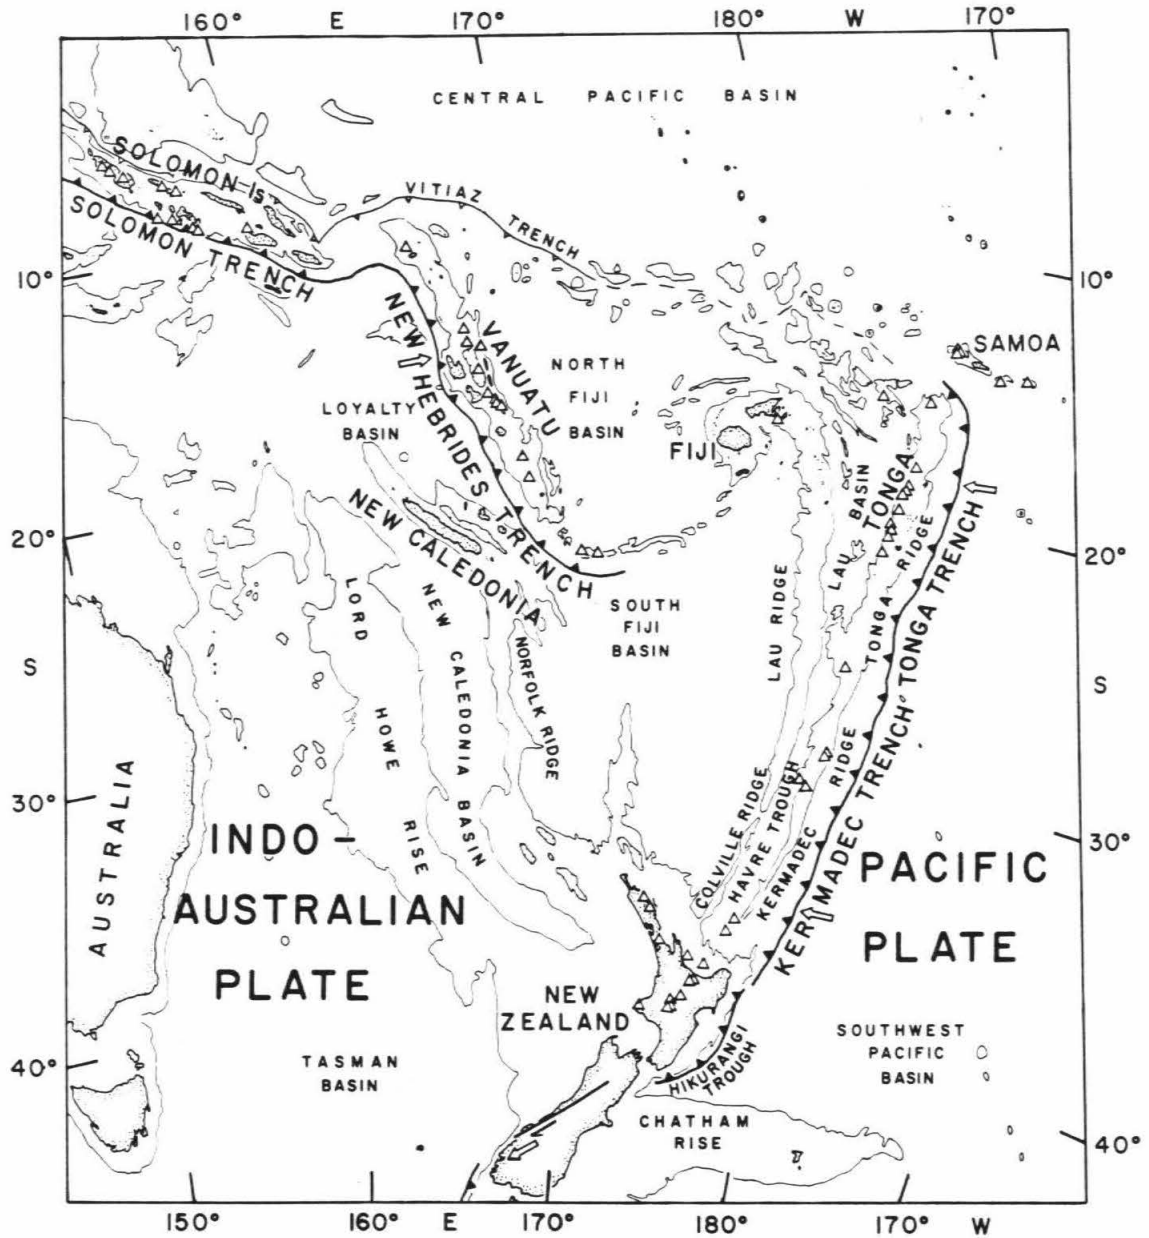 160° E 170° 180° W 170°
CENTRAL PACIFIC BASIN
SOLOMON Is
VITIAZ TRENCH
SOLOMON TRENCH
10°
10°
SAMOA
NEW HEBRIDES TRENCH
VANUATU
NORTH
FIJI
BASIN
LOYALTY
BASIN
FIJI
NEW CALEDONIA
LAU BASIN
TONGA
TONGA RIDGE
TONGA TRENCH
20°
20°
LORD HOWE RISE
NEW CALEDONIA BASIN
NORFOLK RIDGE
SOUTH
FIJI
BASIN
LAU RIDGE
S
S
AUSTRALIA
30°
30°
INDO-
AUSTRALIAN
PLATE
COLVILLE RIDGE
HAVRE TROUGH
KERMADEC RIDGE
KERMADEC TRENCH
PACIFIC
PLATE
NEW
ZEALAND
HIKURANGI
TROUGH
SOUTHWEST
PACIFIC
BASIN
40°
TASMAN
BASIN
CHATHAM
RISE
40°
150° 160° E 170° 180° 170° W